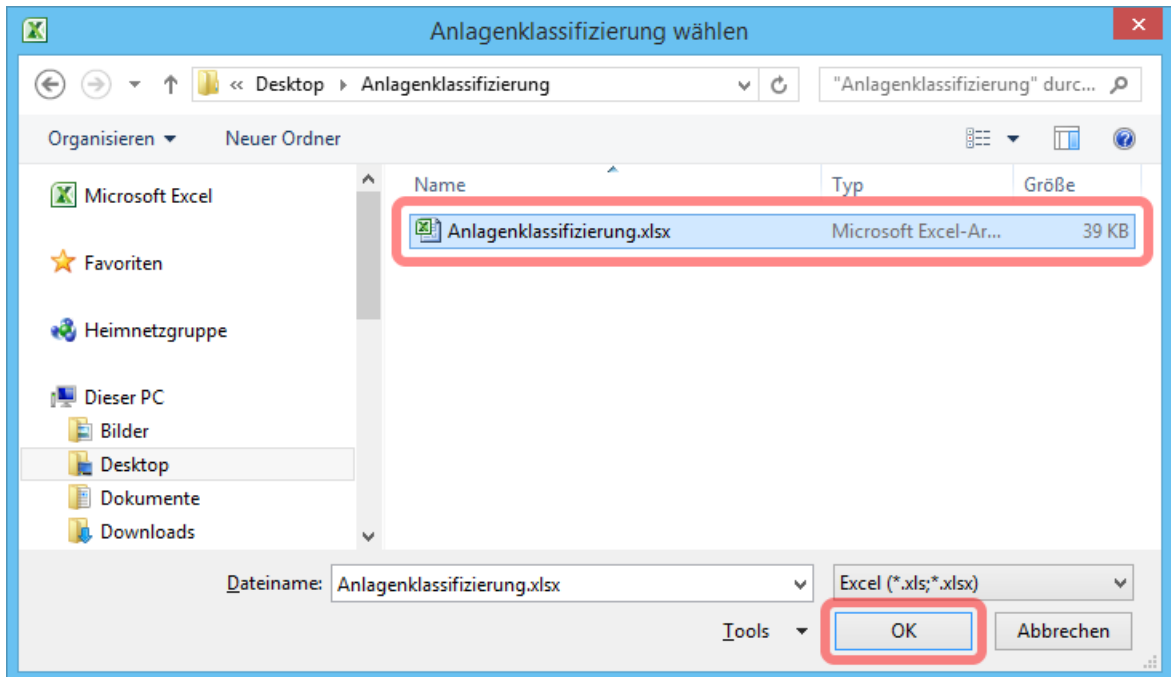 Anlagenklassifizierung wählen
« Desktop Anlagenklassifizierung "Anlagenklassifizierung" durc...
Organisieren Neuer Ordner
Name Typ Größe
Microsoft Excel
Anlagenklassifizierung.xlsx Microsoft Excel-Ar... 39 KB
Favoriten
Heimnetzgruppe
Dieser PC
Bilder
Desktop
Dokumente
Downloads
Dateiname: Anlagenklassifizierung.xlsx Excel (*.xls;*.xlsx)
Tools OK Abbrechen